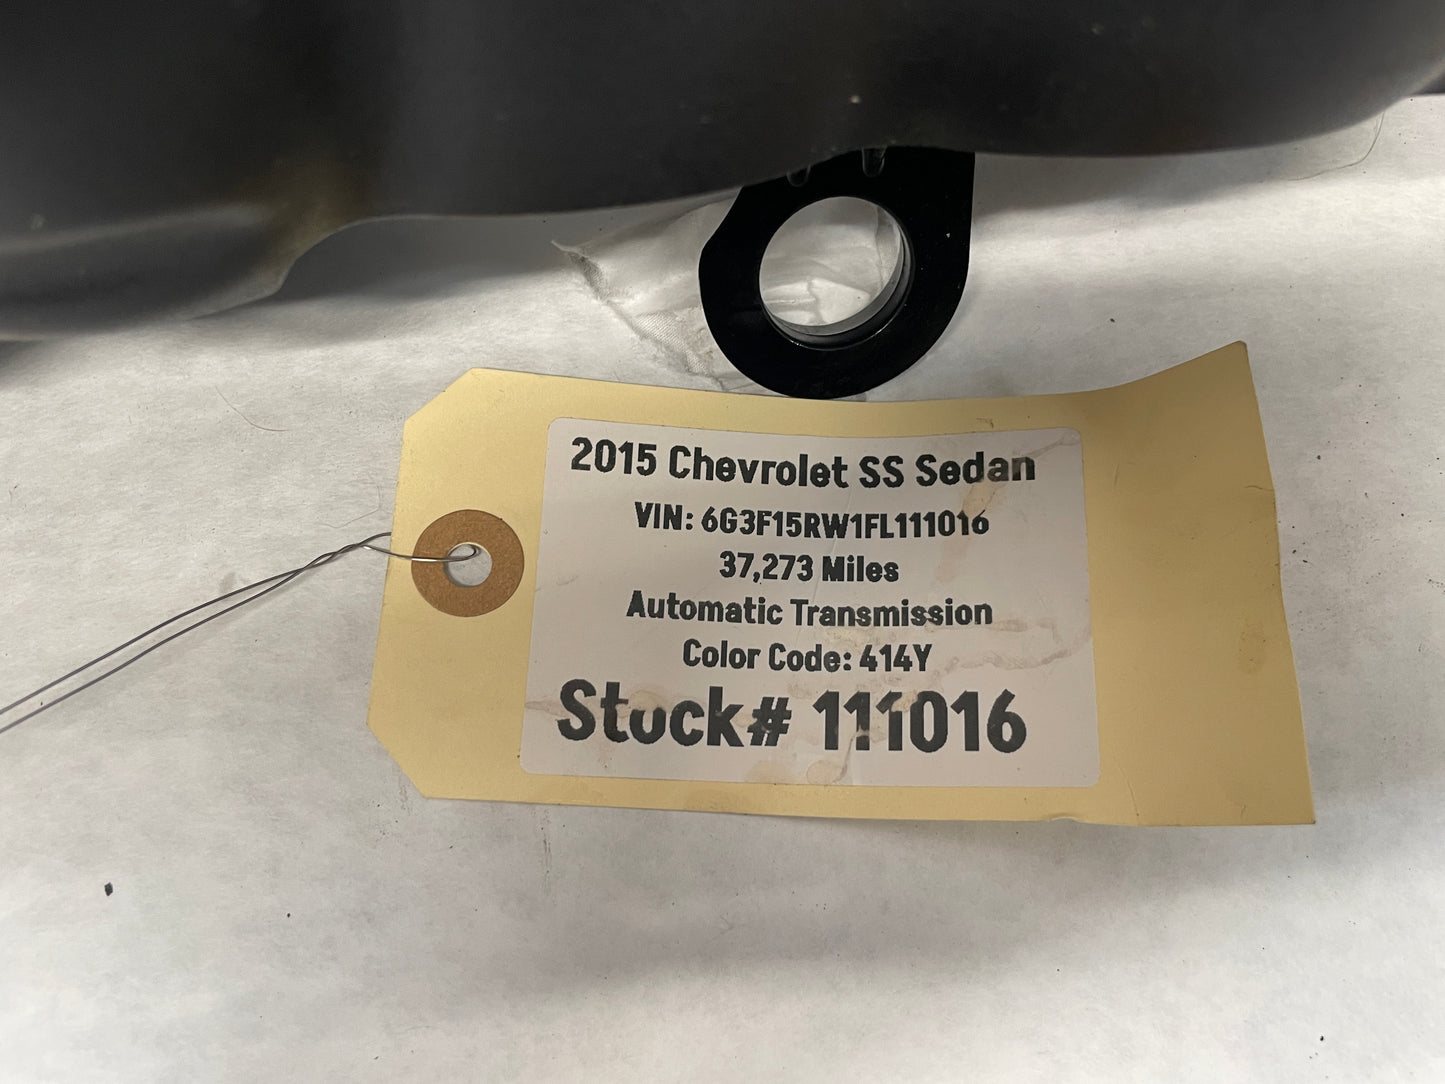 2015 Chevrolet SS Sedan
VIN: 6G3F15RW1FL111016
37,273 Miles
Automatic Transmission
Color Code: 414Y
Stock# 111016